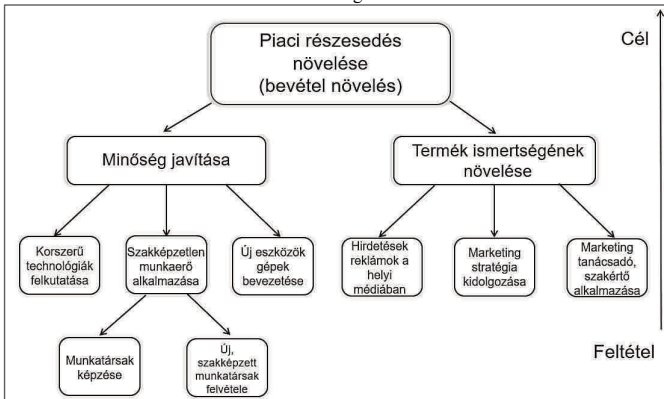 Piaci részesedés
növelése
(bevétel növelés)
Cél
Minőség javítása
Termék ismertségének
növelése
Korszerű
technológiák
felkutatása
Szakképzetlen
munkaerő
alkalmazása
Új eszközök
gépek
bevezetése
Hirdetések
reklámok a
helyi
médiában
Marketing
stratégia
kidolgozása
Marketing
tanácsadó,
szakértő
alkalmazása
Munkatársak
képzése
Új,
szakképzett
munkatársak
felvétele
Feltétel